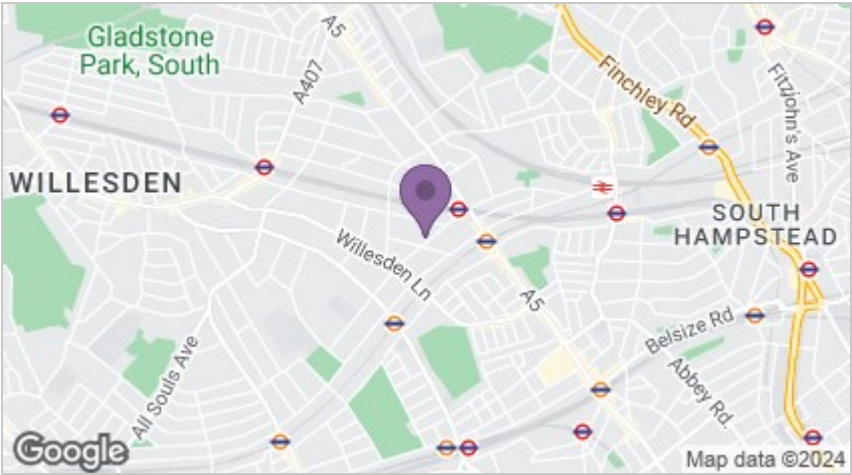 Gladstone
Park, South
A5
A407
Finchley Rd
Fitzjohn's Ave
WILLESDEN
SOUTH
HAMPSTEAD
Willesden Ln
A5
Belsize Rd
All Souls Ave
Abbey Rd.
Google
Map data ©2024